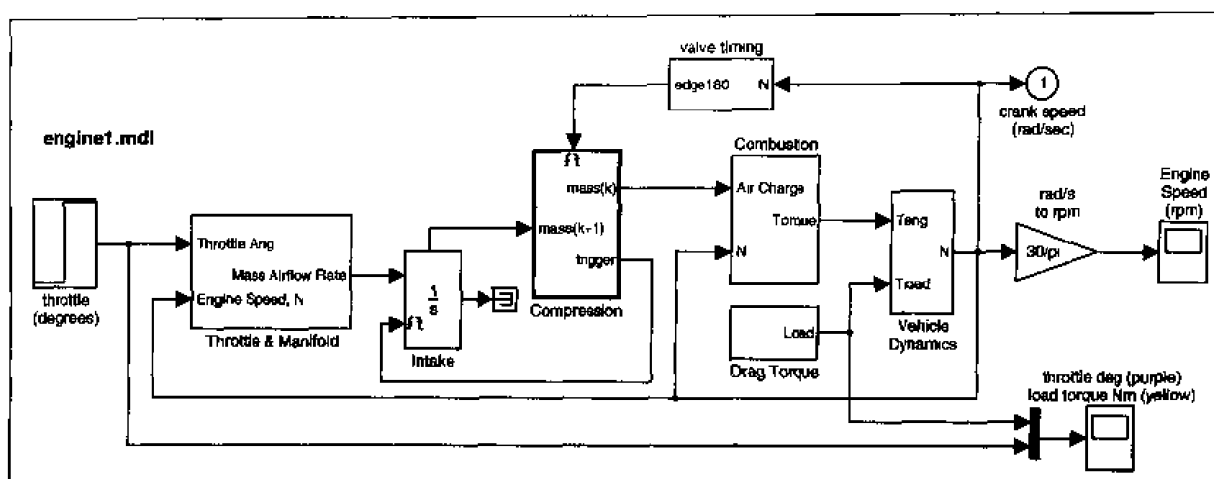 valve timing
edge180
N
1
crank speed
(rad/sec)
engine1.mdl
Combustion
mass(k)
Air Charge
Engine
Speed
(rpm)
rad/s
to rpm
Throttle Ang
mass(k+1)
Torque
Teng
Mass Airflow Rate
trigger
N
N
30/pi
throttle
(degrees)
Engine Speed, N
1
s
Compression
Tload
Throttle & Manifold
Load
Vehicle
Dynamics
Intake
Drag Torque
throttle deg (purple)
load torque Nm (yellow)